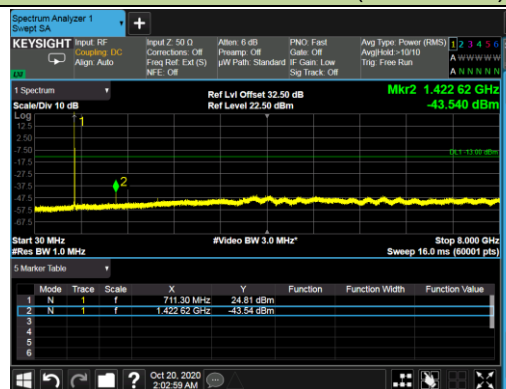 Spectrum Analyzer 1
Swept SA
+
KEYSIGHT Input: RF Input Z: 50 Ω Atten: 6 dB PNO: Fast Avg Type: Power (RMS) 1 2 3 4 5 6
Coupling: DC Corrections: Off Preamp: Off Gate: Off Avg|Hold:>10/10 A W W W W W
Align: Auto Freq Ref: Ext (S) µW Path: Standard IF Gain: Low Trig: Free Run
NFE: Off Sig Track: Off A N N N N N
LXI
1 Spectrum Ref Lvl Offset 32.50 dB Mkr2 1.422 62 GHz
Scale/Div 10 dB Ref Level 22.50 dBm -43.540 dBm
Log
1
12.5
2.50
-7.50
DL1 -13.00 dBm
-17.5
-27.5
2
-37.5
-47.5
-57.5
-67.5
Start 30 MHz #Video BW 3.0 MHz* Stop 8.000 GHz
#Res BW 1.0 MHz Sweep 16.0 ms (60001 pts)
5 Marker Table
Mode Trace Scale X Y Function Function Width Function Value
1 N 1 f 711.30 MHz 24.81 dBm
2 N 1 f 1.422 62 GHz -43.54 dBm
3
4
5
6
? Oct 20, 2020
2:02:59 AM